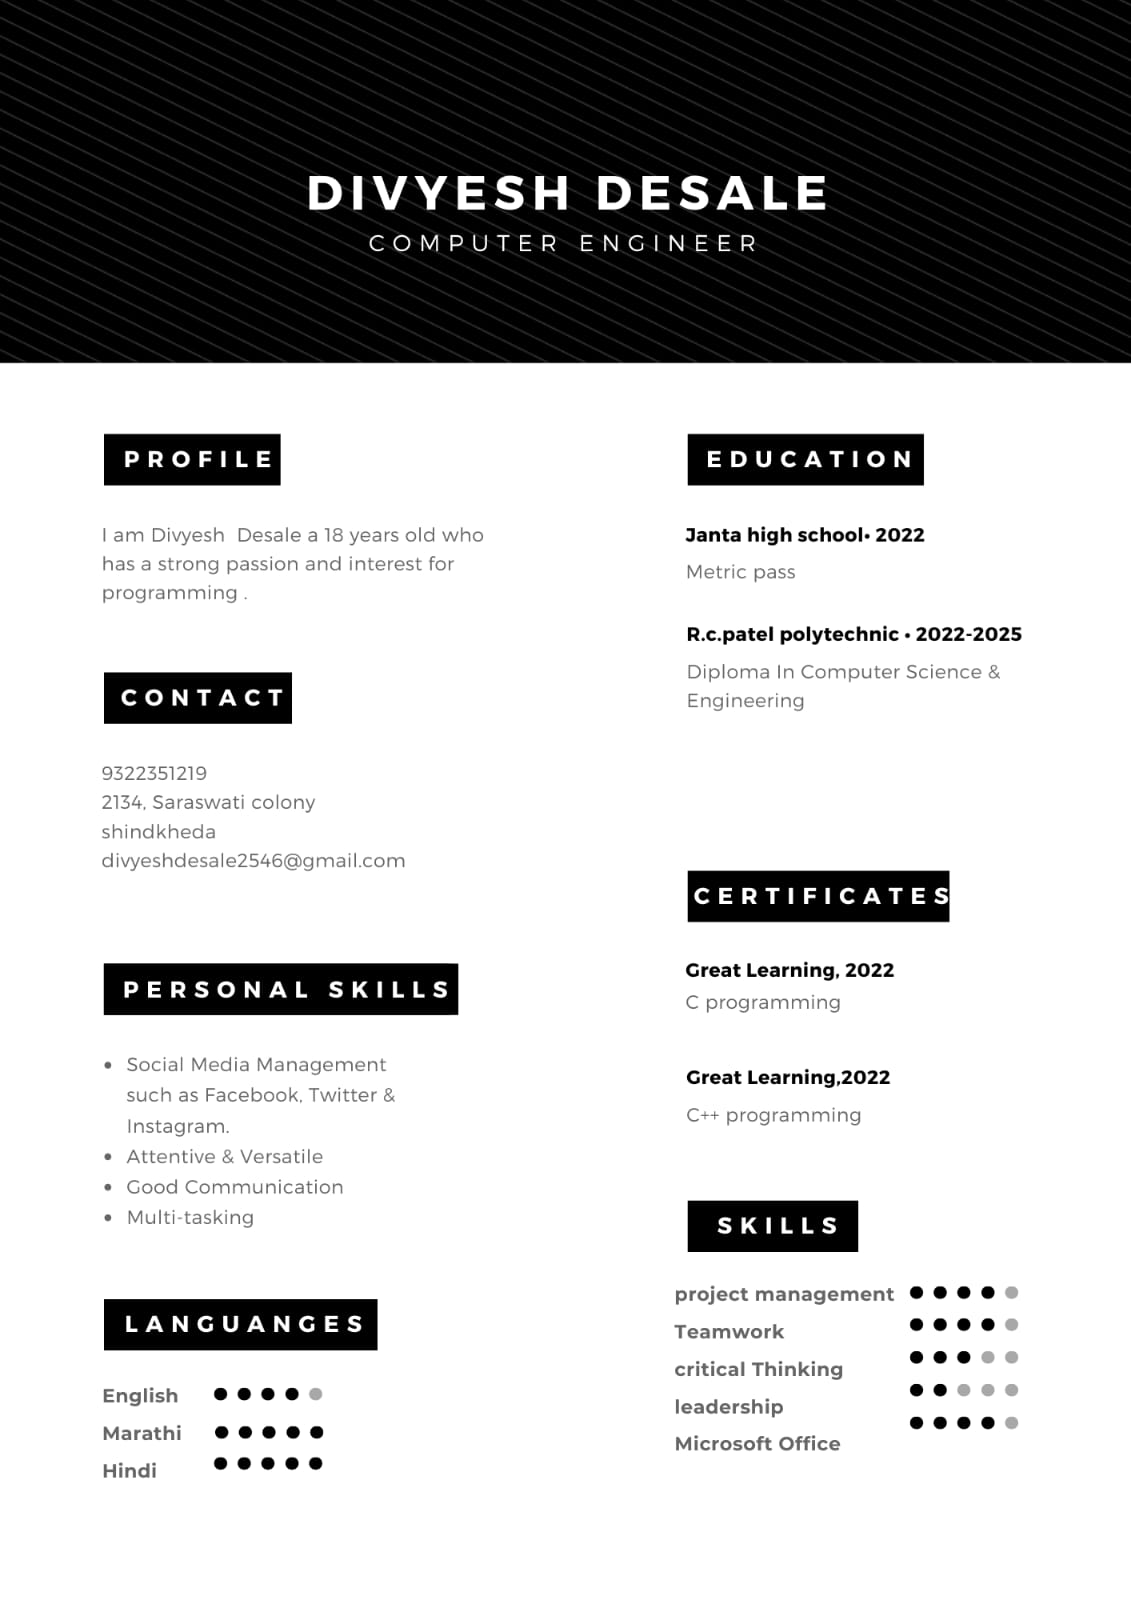 DIVYESH DESALE
COMPUTER ENGINEER
PROFILE
I am Divyesh  Desale a 18 years old who
has a strong passion and interest for
programming .
CONTACT
9322351219
2134, Saraswati colony
shindkheda
divyeshdesale2546@gmail.com
PERSONAL SKILLS
• Social Media Management
such as Facebook, Twitter &
Instagram.
• Attentive & Versatile
• Good Communication
• Multi-tasking
LANGUANGES
English
Marathi
Hindi
EDUCATION
Janta high school• 2022
Metric pass
R.c.patel polytechnic • 2022-2025
Diploma In Computer Science &
Engineering
CERTIFICATES
Great Learning, 2022
C programming
Great Learning,2022
C++ programming
SKILLS
project management
Teamwork
critical Thinking
leadership
Microsoft Office